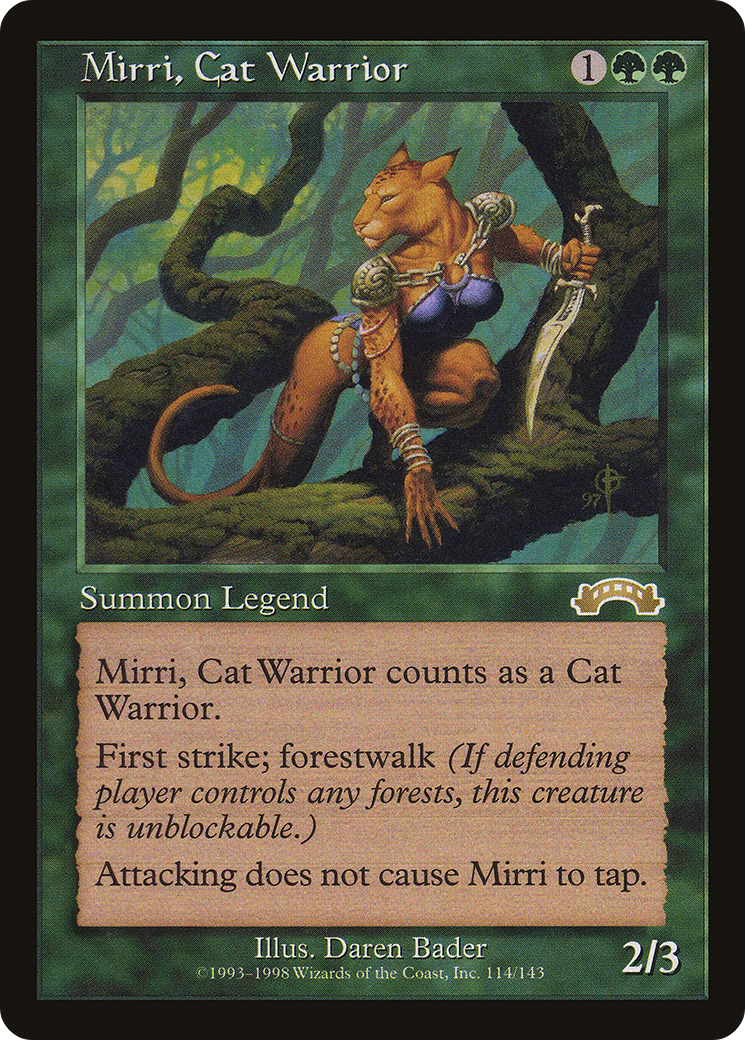 Mirri, Cat Warrior 1
97
Summon Legend
Mirri, Cat Warrior counts as a Cat
Warrior.
First strike; forestwalk (If defending
player controls any forests, this creature
is unblockable.)
Attacking does not cause Mirri to tap.
Illus. Daren Bader
©1993–1998 Wizards of the Coast, Inc. 114/143
2/3